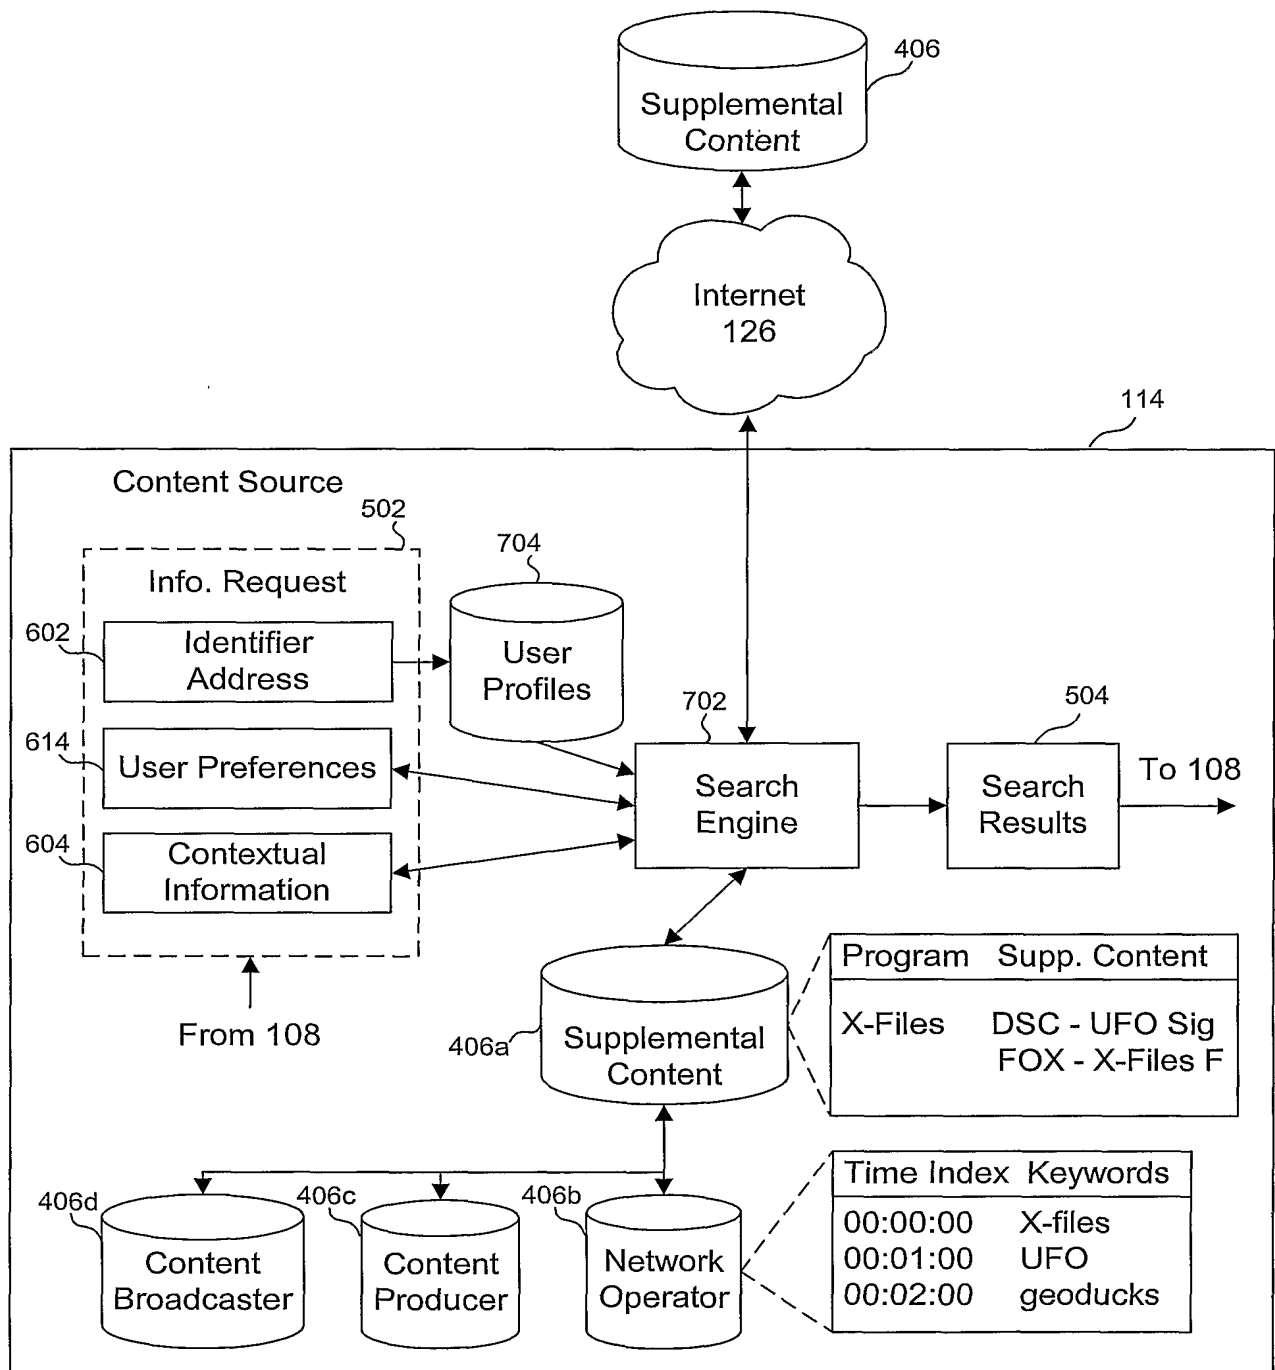 406
Supplemental
Content
Internet
126
114
Content Source
502
704
Info. Request
602
Identifier
Address
User
Profiles
702
504
614
User Preferences
Search
Engine
Search
Results
To 108
604
Contextual
Information
From 108
406a
Supplemental
Content
Program Supp. Content
X-Files DSC - UFO Sig
FOX - X-Files F
406d
406c
406b
Content
Broadcaster
Content
Producer
Network
Operator
Time Index Keywords
00:00:00 X-files
00:01:00 UFO
00:02:00 geoducks